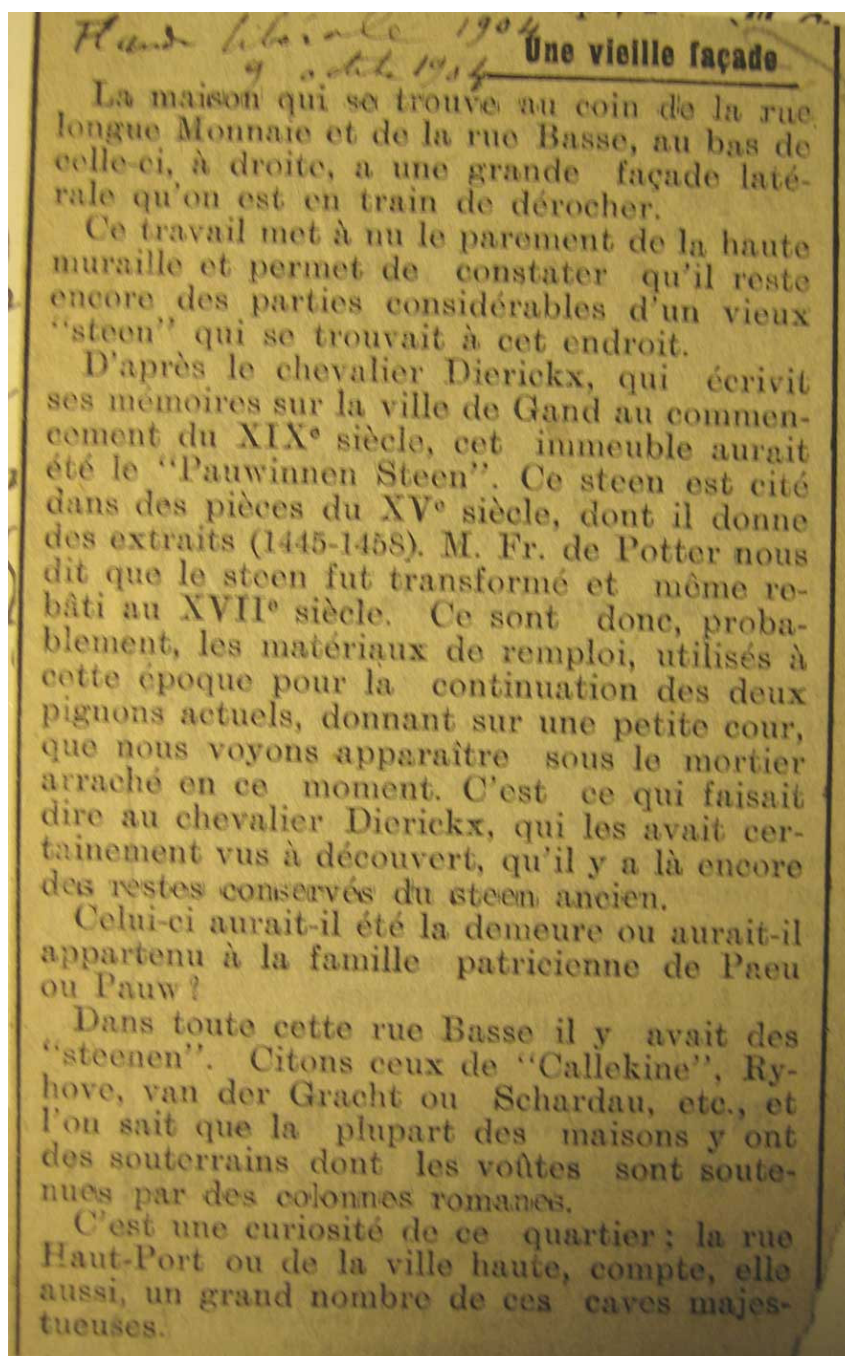 Flandre libérale 1904
9 1904
Une vieille façade
La maison qui se trouve au coin de la rue
longue Monnaie et de la rue Basse, au bas de
celle-ci, à droite, a une grande façade laté-
rale qu'on est en train de dérocher.
Ce travail met à nu le parement de la haute
muraille et permet de constater qu'il reste
encore des parties considérables d'un vieux
"steen" qui se trouvait à cet endroit.
D'après le chevalier Dierickx, qui écrivit
ses mémoires sur la ville de Gand au commen-
cement du XIXe siècle, cet immeuble aurait
été le "Pauwinnen Steen". Ce steen est cité
dans des pièces du XVe siècle, dont il donne
des extraits (1445-1458). M. Fr. de Potter nous
dit que le steen fut transformé et même re-
bâti au XVIIe siècle. Ce sont donc, proba-
blement, les matériaux de remploi, utilisés à
cette époque pour la continuation des deux
pignons actuels, donnant sur une petite cour,
que nous voyons apparaître sous le mortier
arraché en ce moment. C'est ce qui faisait
dire au chevalier Dierickx, qui les avait cer-
tainement vus à découvert, qu'il y a là encore
des restes conservés du steen ancien.
Celui-ci aurait-il été la demeure ou aurait-il
appartenu à la famille patricienne de Paeu
ou Pauw ?
Dans toute cette rue Basse il y avait des
"steenen". Citons ceux de "Callekine", Ry-
hove, van der Gracht ou Schardau, etc., et
l'on sait que la plupart des maisons y ont
des souterrains dont les voûtes sont soute-
nues par des colonnes romanes.
C'est une curiosité de ce quartier ; la rue
Haut-Port ou de la ville haute, compte, elle
aussi, un grand nombre de ces caves majes-
tueuses.